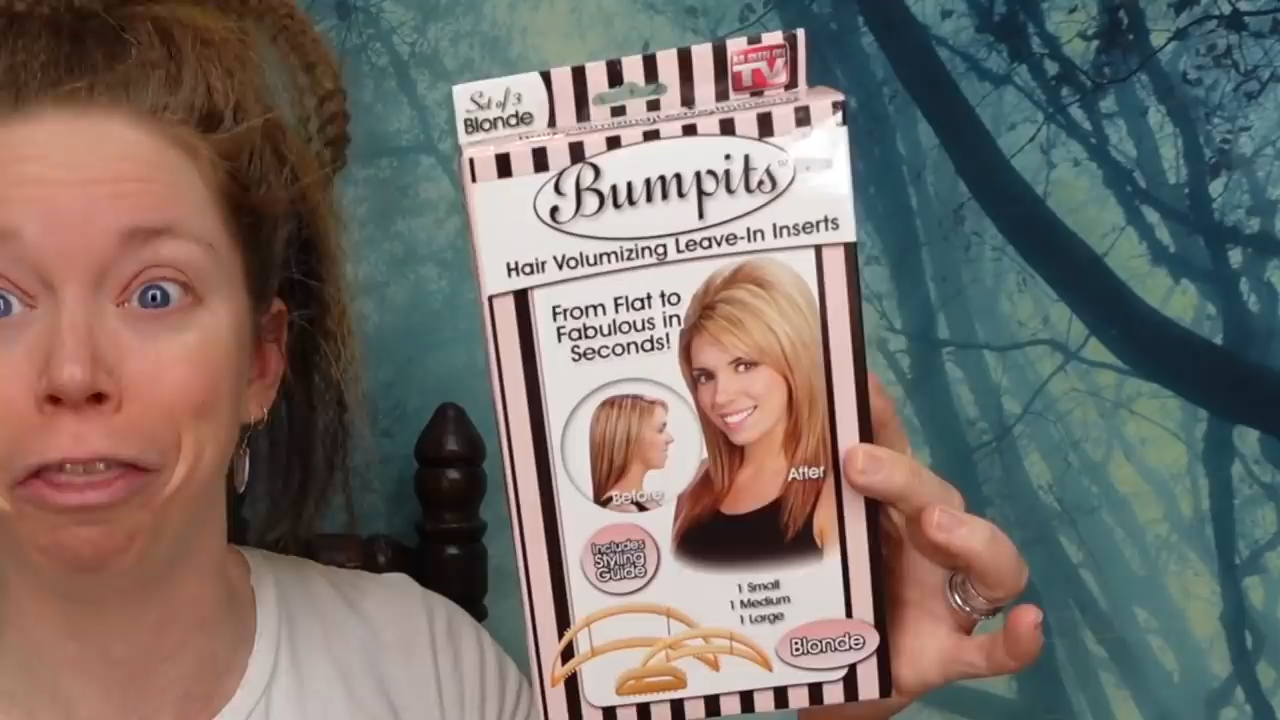 AS SEEN ON
TV
Set of 3
Blonde
Bumpits™
Hair Volumizing Leave-In Inserts
From Flat to
Fabulous in
Seconds!
Before
After
Includes
Styling
Guide
1 Small
1 Medium
1 Large
Blonde